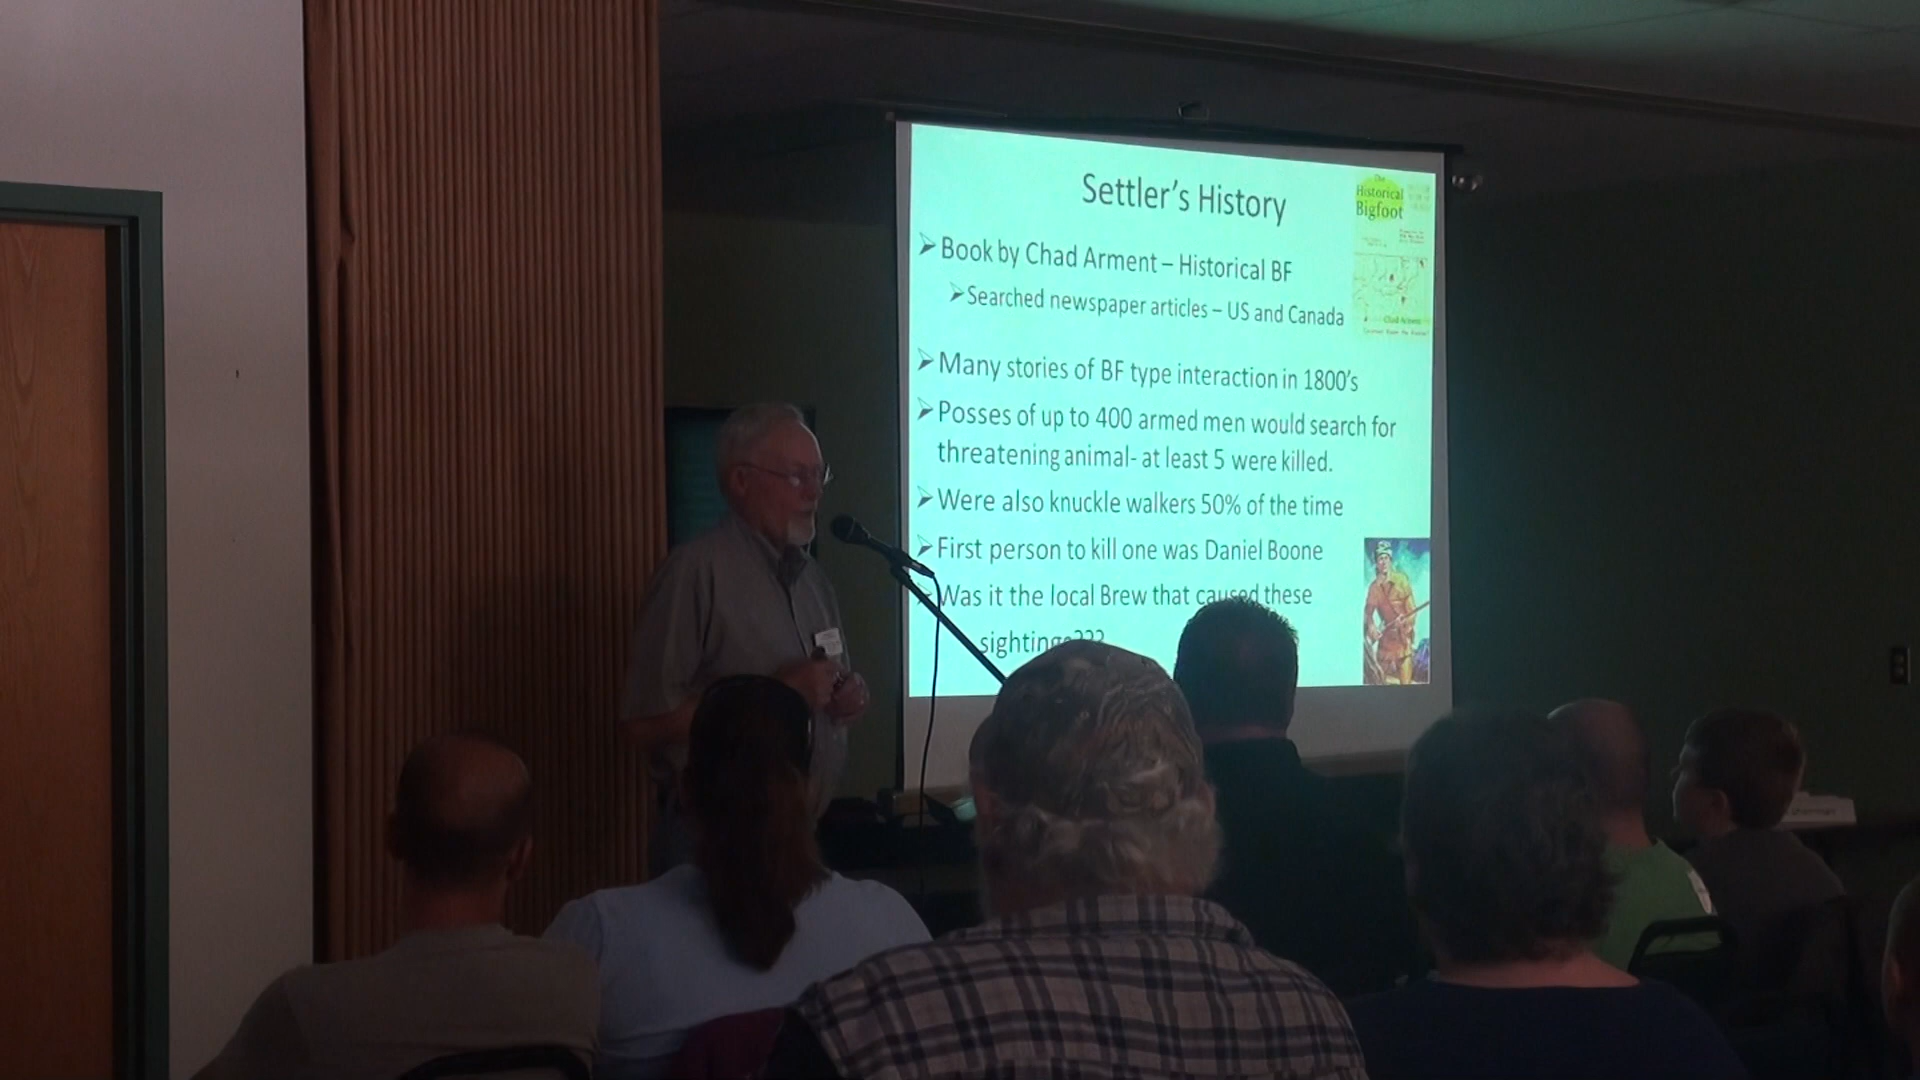 Settler's History
The
Historical
Bigfoot
➢Book by Chad Arment – Historical BF
➢Searched newspaper articles – US and Canada
Chad Arment
➢Many stories of BF type interaction in 1800's
➢Posses of up to 400 armed men would search for
threatening animal- at least 5 were killed.
➢Were also knuckle walkers 50% of the time
➢First person to kill one was Daniel Boone
➢Was it the local Brew that caused these
sightings???